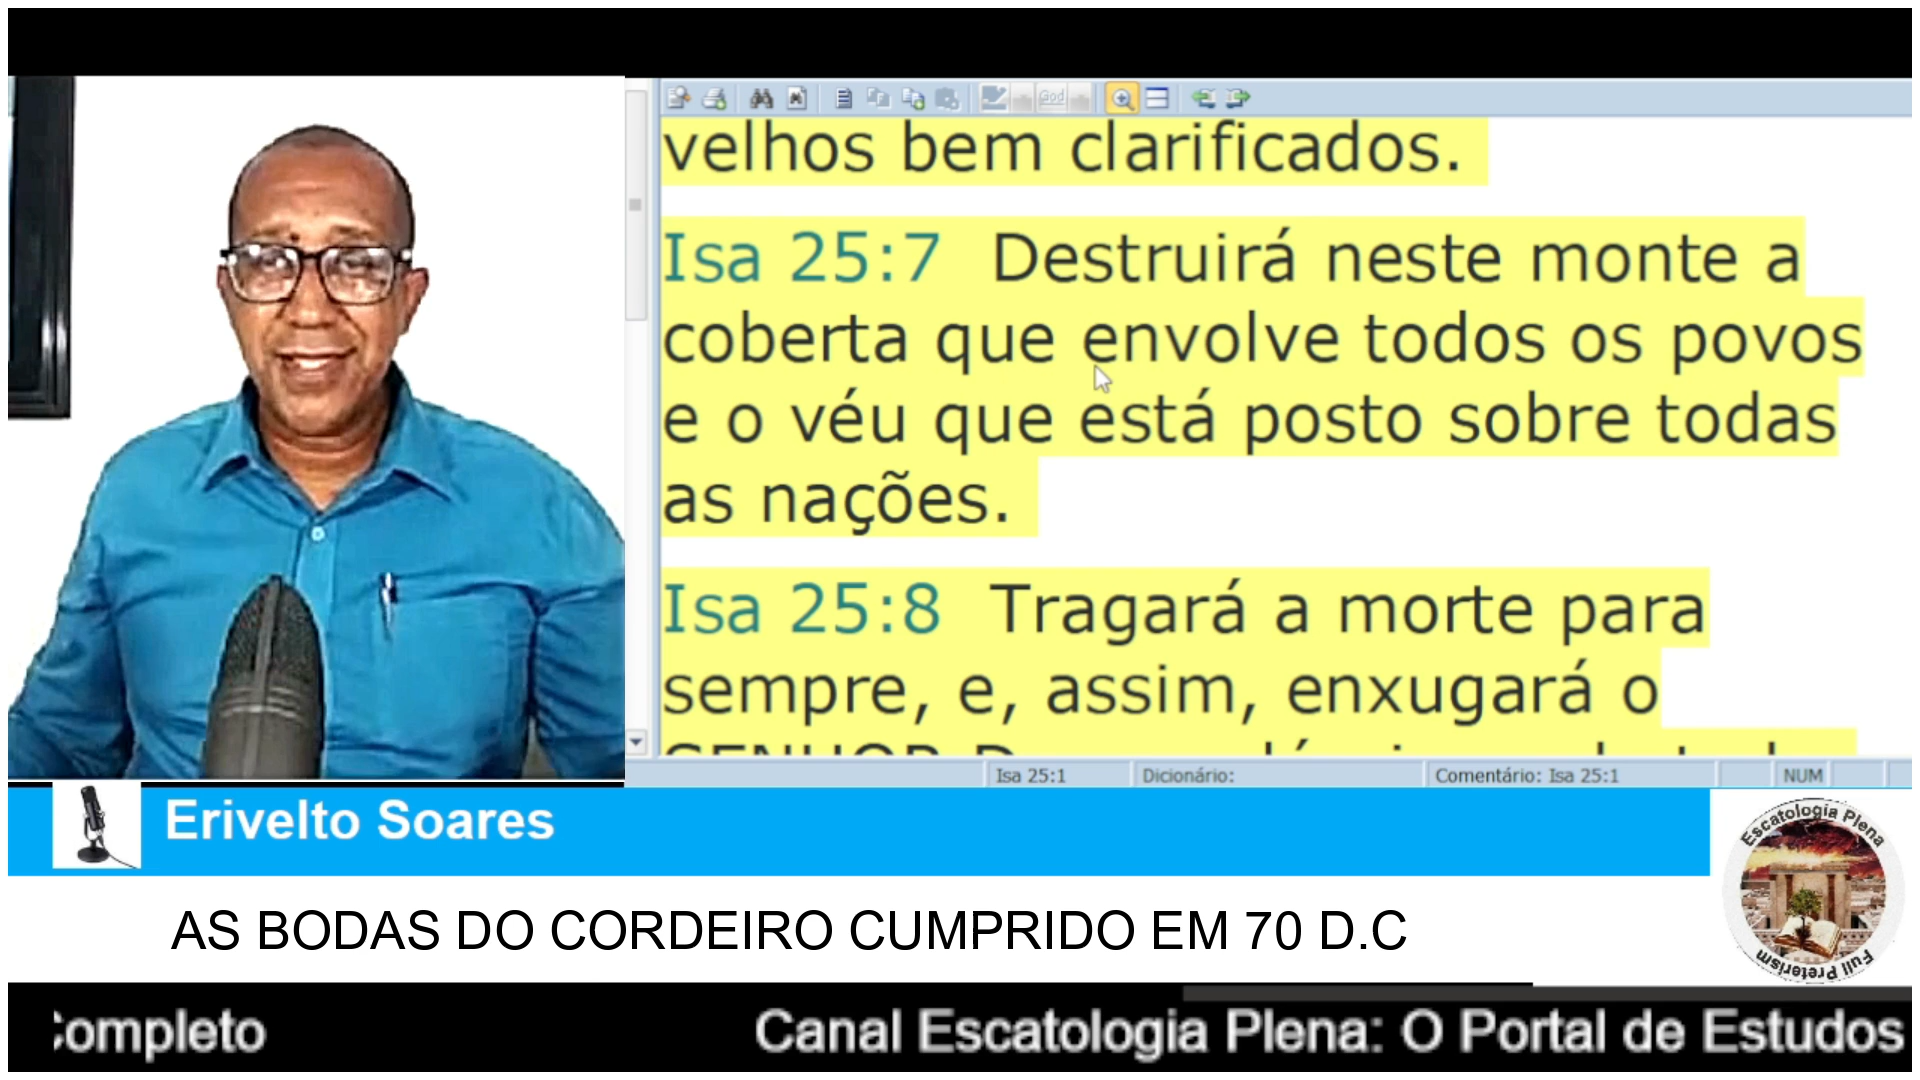 God
velhos bem clarificados.
Isa 25:7 Destruirá neste monte a
coberta que envolve todos os povos
e o véu que está posto sobre todas
as nações.
Isa 25:8 Tragará a morte para
sempre, e, assim, enxugará o
Isa 25:1 Dicionário: Comentário: Isa 25:1 NUM
Erivelto Soares
Escatologia Plena
Full Preterism
AS BODAS DO CORDEIRO CUMPRIDO EM 70 D.C
Canal Escatologia Plena: O Portal de Estudos